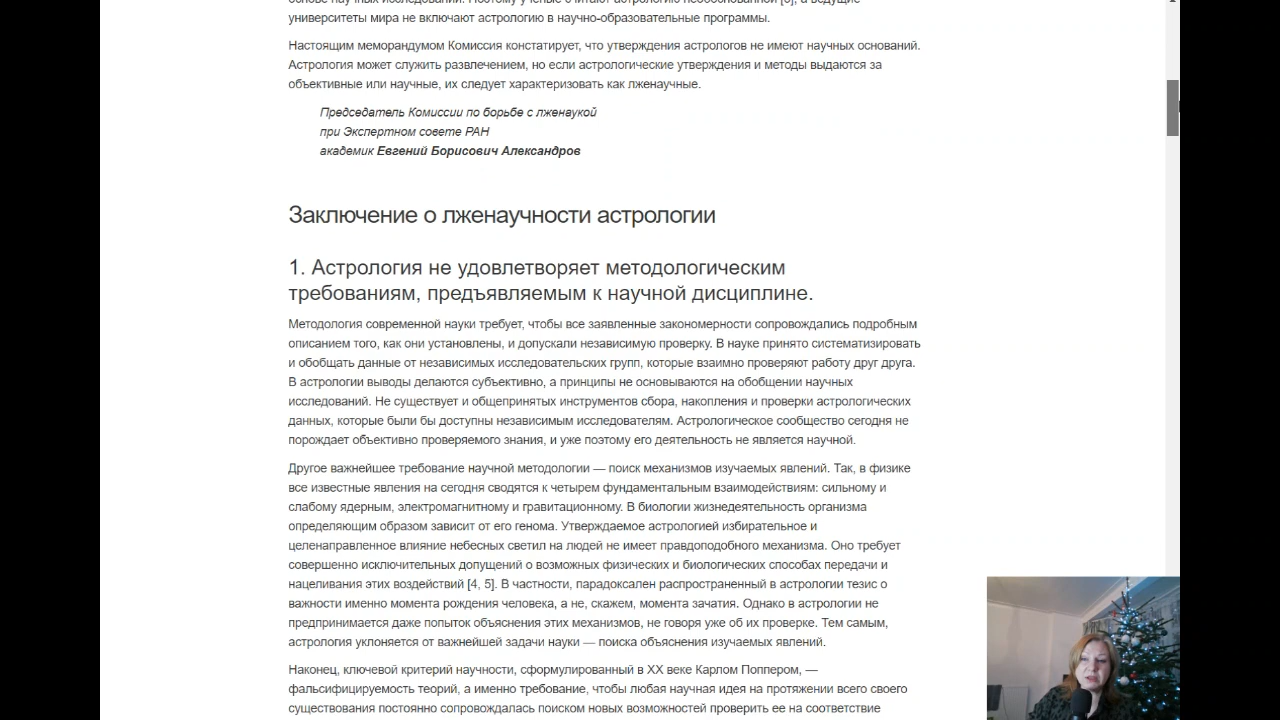 университеты мира не включают астрологию в научно-образовательные программы.
Настоящим меморандумом Комиссия констатирует, что утверждения астрологов не имеют научных оснований.
Астрология может служить развлечением, но если астрологические утверждения и методы выдаются за
объективные или научные, их следует характеризовать как лженаучные.
Председатель Комиссии по борьбе с лженаукой
при Экспертном совете РАН
академик Евгений Борисович Александров
Заключение о лженаучности астрологии
1. Астрология не удовлетворяет методологическим
требованиям, предъявляемым к научной дисциплине.
Методология современной науки требует, чтобы все заявленные закономерности сопровождались подробным
описанием того, как они установлены, и допускали независимую проверку. В науке принято систематизировать
и обобщать данные от независимых исследовательских групп, которые взаимно проверяют работу друг друга.
В астрологии выводы делаются субъективно, а принципы не основываются на обобщении научных
исследований. Не существует и общепринятых инструментов сбора, накопления и проверки астрологических
данных, которые были бы доступны независимым исследователям. Астрологическое сообщество сегодня не
порождает объективно проверяемого знания, и уже поэтому его деятельность не является научной.
Другое важнейшее требование научной методологии — поиск механизмов изучаемых явлений. Так, в физике
все известные явления на сегодня сводятся к четырем фундаментальным взаимодействиям: сильному и
слабому ядерным, электромагнитному и гравитационному. В биологии жизнедеятельность организма
определяющим образом зависит от его генома. Утверждаемое астрологией избирательное и
целенаправленное влияние небесных светил на людей не имеет правдоподобного механизма. Оно требует
совершенно исключительных допущений о возможных физических и биологических способах передачи и
нацеливания этих воздействий [4, 5]. В частности, парадоксален распространенный в астрологии тезис о
важности именно момента рождения человека, а не, скажем, момента зачатия. Однако в астрологии не
предпринимается даже попыток объяснения этих механизмов, не говоря уже об их проверке. Тем самым,
астрология уклоняется от важнейшей задачи науки — поиска объяснения изучаемых явлений.
Наконец, ключевой критерий научности, сформулированный в XX веке Карлом Поппером, —
фальсифицируемость теорий, а именно требование, чтобы любая научная идея на протяжении всего своего
существования постоянно сопровождалась поиском новых возможностей проверить ее на соответствие